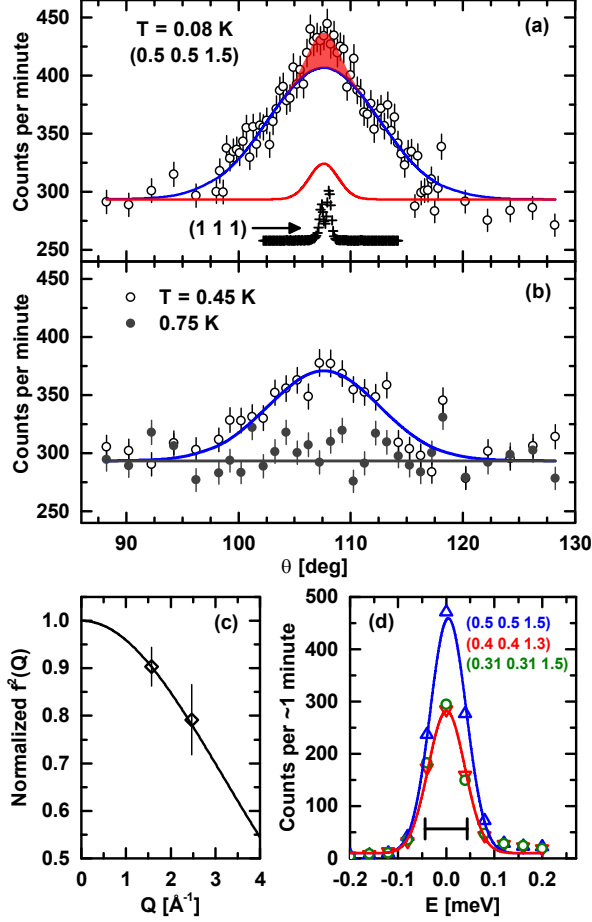 (a)
T = 0.08 K
(0.5 0.5 1.5)
450
400
350
300
250
Counts per minute
(1 1 1)
(b)
T = 0.45 K
0.75 K
450
400
350
300
250
Counts per minute
90 100 110 120 130
θ [deg]
(c)
1.0
0.9
0.8
0.7
0.6
0.5
Normalized f²(Q)
0 1 2 3 4
Q [Å⁻¹]
(d)
(0.5 0.5 1.5)
(0.4 0.4 1.3)
(0.31 0.31 1.5)
500
400
300
200
100
0
Counts per ~1 minute
-0.2 -0.1 0.0 0.1 0.2
E [meV]